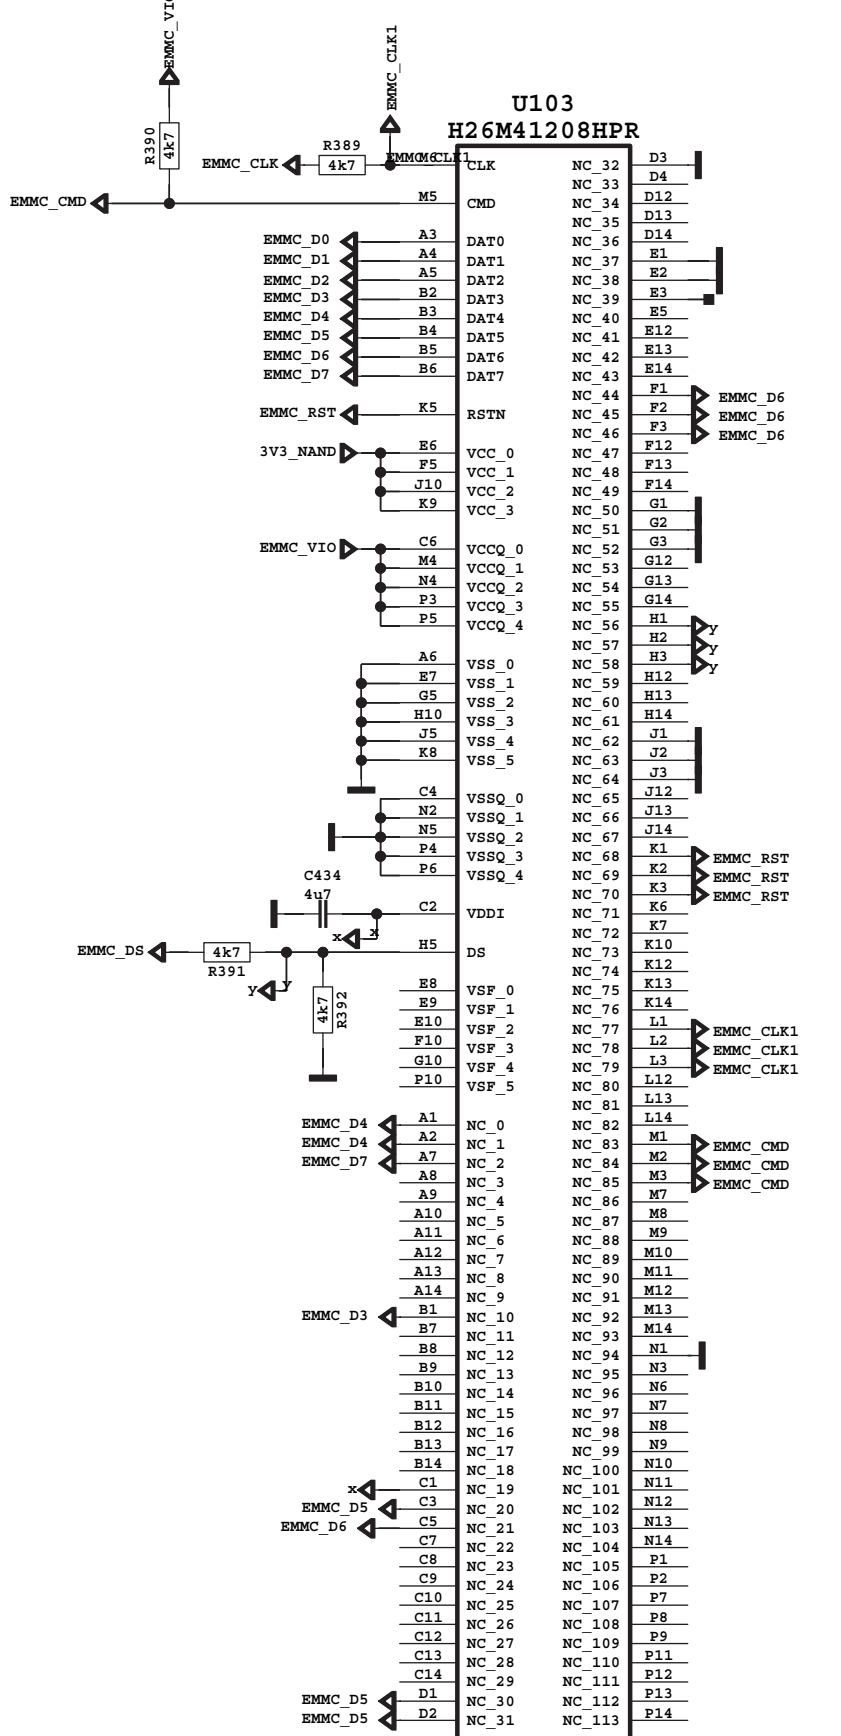 EMMC_VIO
EMMC_CLK1
U103
H26M41208HPR
R390
4k7
R389
EMMC_CLK 4k7 EMMC_CLK1 M6 CLK NC_32 D3
NC_33 D4
EMMC_CMD M5 CMD NC_34 D12
NC_35 D13
EMMC_D0 A3 DAT0 NC_36 D14
EMMC_D1 A4 DAT1 NC_37 E1
EMMC_D2 A5 DAT2 NC_38 E2
EMMC_D3 B2 DAT3 NC_39 E3
EMMC_D4 B3 DAT4 NC_40 E5
EMMC_D5 B4 DAT5 NC_41 E12
EMMC_D6 B5 DAT6 NC_42 E13
EMMC_D7 B6 DAT7 NC_43 E14
NC_44 F1 EMMC_D6
EMMC_RST K5 RSTN NC_45 F2 EMMC_D6
NC_46 F3 EMMC_D6
3V3_NAND E6 VCC_0 NC_47 F12
F5 VCC_1 NC_48 F13
J10 VCC_2 NC_49 F14
K9 VCC_3 NC_50 G1
NC_51 G2
EMMC_VIO C6 VCCQ_0 NC_52 G3
M4 VCCQ_1 NC_53 G12
N4 VCCQ_2 NC_54 G13
P3 VCCQ_3 NC_55 G14
P5 VCCQ_4 NC_56 H1 y
NC_57 H2 y
A6 VSS_0 NC_58 H3 y
E7 VSS_1 NC_59 H12
G5 VSS_2 NC_60 H13
H10 VSS_3 NC_61 H14
J5 VSS_4 NC_62 J1
K8 VSS_5 NC_63 J2
NC_64 J3
C4 VSSQ_0 NC_65 J12
N2 VSSQ_1 NC_66 J13
N5 VSSQ_2 NC_67 J14
P4 VSSQ_3 NC_68 K1 EMMC_RST
P6 VSSQ_4 NC_69 K2 EMMC_RST
C434
4u7 NC_70 K3 EMMC_RST
C2 VDDI NC_71 K6
x x NC_72 K7
EMMC_DS 4k7 H5 DS NC_73 K10
R391 NC_74 K12
y y E8 VSF_0 NC_75 K13
4k7 R392 E9 VSF_1 NC_76 K14
E10 VSF_2 NC_77 L1 EMMC_CLK1
F10 VSF_3 NC_78 L2 EMMC_CLK1
G10 VSF_4 NC_79 L3 EMMC_CLK1
P10 VSF_5 NC_80 L12
NC_81 L13
EMMC_D4 A1 NC_0 NC_82 L14
EMMC_D4 A2 NC_1 NC_83 M1 EMMC_CMD
EMMC_D7 A7 NC_2 NC_84 M2 EMMC_CMD
A8 NC_3 NC_85 M3 EMMC_CMD
A9 NC_4 NC_86 M7
A10 NC_5 NC_87 M8
A11 NC_6 NC_88 M9
A12 NC_7 NC_89 M10
A13 NC_8 NC_90 M11
A14 NC_9 NC_91 M12
EMMC_D3 B1 NC_10 NC_92 M13
B7 NC_11 NC_93 M14
B8 NC_12 NC_94 N1
B9 NC_13 NC_95 N3
B10 NC_14 NC_96 N6
B11 NC_15 NC_97 N7
B12 NC_16 NC_98 N8
B13 NC_17 NC_99 N9
B14 NC_18 NC_100 N10
x C1 NC_19 NC_101 N11
EMMC_D5 C3 NC_20 NC_102 N12
EMMC_D6 C5 NC_21 NC_103 N13
C7 NC_22 NC_104 N14
C8 NC_23 NC_105 P1
C9 NC_24 NC_106 P2
C10 NC_25 NC_107 P7
C11 NC_26 NC_108 P8
C12 NC_27 NC_109 P9
C13 NC_28 NC_110 P11
C14 NC_29 NC_111 P12
EMMC_D5 D1 NC_30 NC_112 P13
EMMC_D5 D2 NC_31 NC_113 P14